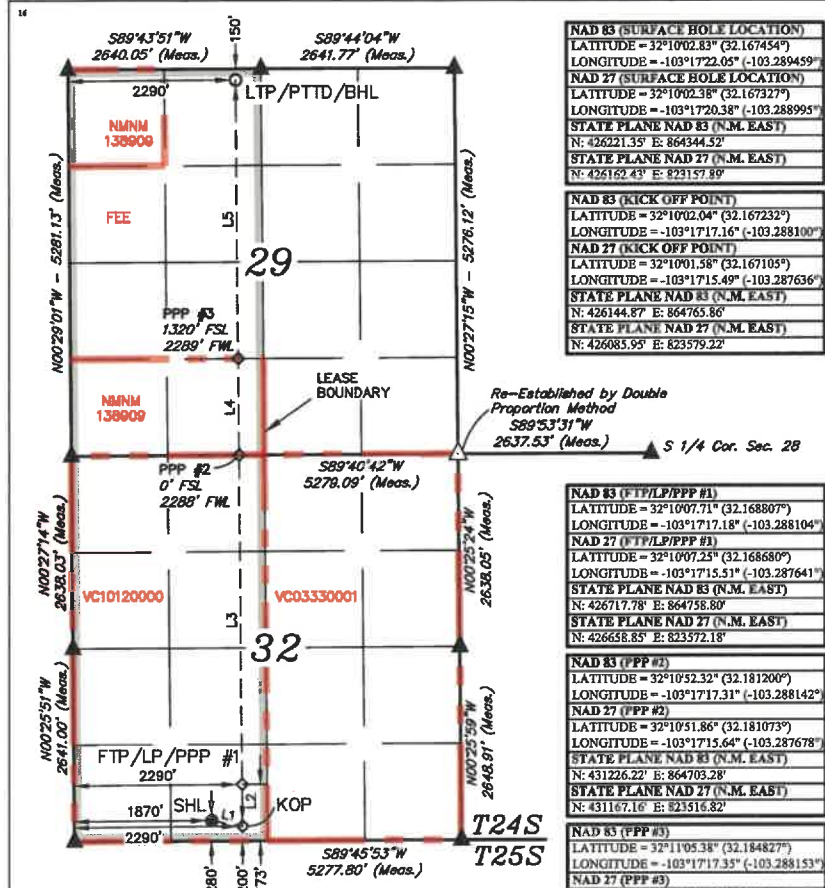 16
S89°43'51"W
2640.05' (Meas.)
150'
S89°44'04"W
2641.77' (Meas.)
2290'
LTP/PTTD/BHL
NMNM
138909
FEE
L5
29
N00°29'01"W - 5281.13' (Meas.)
N00°27'15"W - 5276.12' (Meas.)
PPP #3
1320' FSL
2289' FWL
NMNM
138909
L4
LEASE
BOUNDARY
Re-Established by Double
Proportion Method
S89°53'31"W
2637.53' (Meas.)
S 1/4 Cor. Sec. 28
PPP #2
0' FSL
2288' FWL
S89°40'42"W
5279.09' (Meas.)
N00°27'14"W
2638.03' (Meas.)
N00°25'24"W
2638.05' (Meas.)
VC10120000
L3
VC03330001
32
N00°25'51"W
2641.00' (Meas.)
N00°25'59"W
2648.91' (Meas.)
FTP/LP/PPP #1
2290'
L2
1870'
SHL
L1
KOP
2290'
T24S
T25S
S89°45'53"W
5277.80' (Meas.)
NAD 83 (SURFACE HOLE LOCATION)
LATITUDE = 32°10'02.83" (32.167454°)
LONGITUDE = -103°17'22.05" (-103.289459°)
NAD 27 (SURFACE HOLE LOCATION)
LATITUDE = 32°10'02.38" (32.167327°)
LONGITUDE = -103°17'20.38" (-103.288995°)
STATE PLANE NAD 83 (N.M. EAST)
N: 426221.35' E: 864344.52'
STATE PLANE NAD 27 (N.M. EAST)
N: 426162.43' E: 823157.89'
NAD 83 (KICK OFF POINT)
LATITUDE = 32°10'02.04" (32.167232°)
LONGITUDE = -103°17'17.16" (-103.288100°)
NAD 27 (KICK OFF POINT)
LATITUDE = 32°10'01.58" (32.167105°)
LONGITUDE = -103°17'15.49" (-103.287636°)
STATE PLANE NAD 83 (N.M. EAST)
N: 426144.87' E: 864765.86'
STATE PLANE NAD 27 (N.M. EAST)
N: 426085.95' E: 823579.22'
NAD 83 (FTP/LP/PPP #1)
LATITUDE = 32°10'07.71" (32.168807°)
LONGITUDE = -103°17'17.18" (-103.288104°)
NAD 27 (FTP/LP/PPP #1)
LATITUDE = 32°10'07.25" (32.168680°)
LONGITUDE = -103°17'15.51" (-103.287641°)
STATE PLANE NAD 83 (N.M. EAST)
N: 426717.78' E: 864758.80'
STATE PLANE NAD 27 (N.M. EAST)
N: 426658.85' E: 823572.18'
NAD 83 (PPP #2)
LATITUDE = 32°10'52.32" (32.181200°)
LONGITUDE = -103°17'17.31" (-103.288142°)
NAD 27 (PPP #2)
LATITUDE = 32°10'51.86" (32.181073°)
LONGITUDE = -103°17'15.64" (-103.287678°)
STATE PLANE NAD 83 (N.M. EAST)
N: 431226.22' E: 864703.28'
STATE PLANE NAD 27 (N.M. EAST)
N: 431167.16' E: 823516.82'
NAD 83 (PPP #3)
LATITUDE = 32°11'05.38" (32.184827°)
LONGITUDE = -103°17'17.35" (-103.288153°)
NAD 27 (PPP #3)